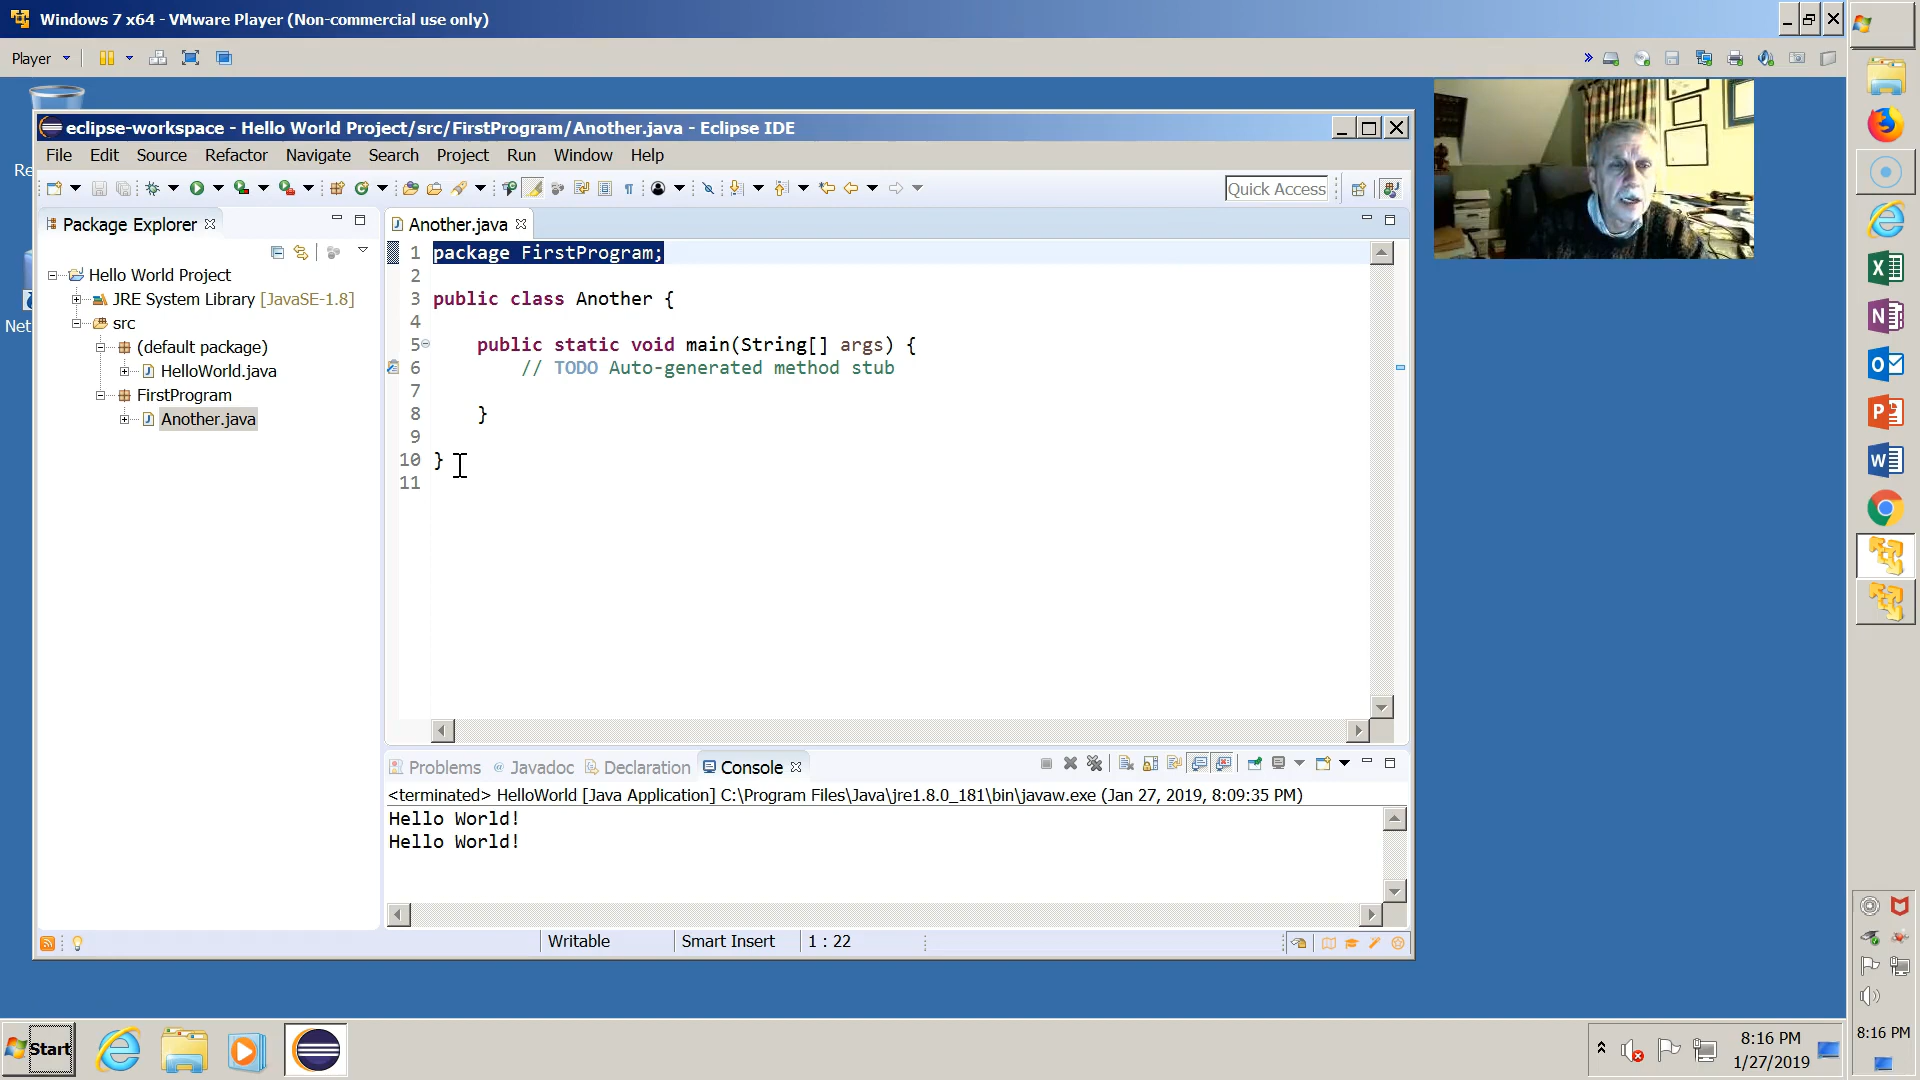 Windows 7 x64 - VMware Player (Non-commercial use only)
Player
eclipse-workspace - Hello World Project/src/FirstProgram/Another.java - Eclipse IDE
File Edit Source Refactor Navigate Search Project Run Window Help
Quick Access
Package Explorer
Another.java
Hello World Project
JRE System Library [JavaSE-1.8]
src
(default package)
HelloWorld.java
FirstProgram
Another.java
1 package FirstProgram;
2
3 public class Another {
4
5 public static void main(String[] args) {
6 // TODO Auto-generated method stub
7
8 }
9
10 }
11
Re
Net
Problems @ Javadoc Declaration Console
<terminated> HelloWorld [Java Application] C:\Program Files\Java\jre1.8.0_181\bin\javaw.exe (Jan 27, 2019, 8:09:35 PM)
Hello World!
Hello World!
Writable Smart Insert 1 : 22
Start
8:16 PM
1/27/2019
8:16 PM